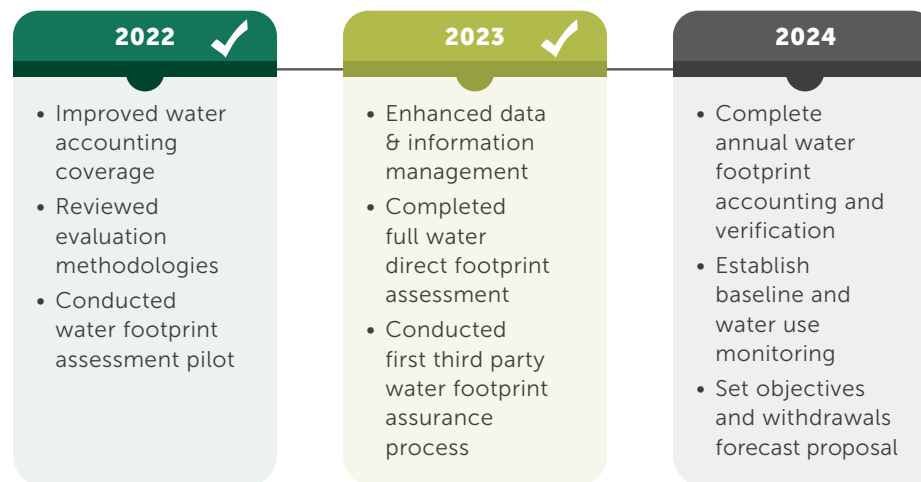 2022
• Improved water
accounting
coverage
• Reviewed
evaluation
methodologies
• Conducted
water footprint
assessment pilot
2023
• Enhanced data
& information
management
• Completed
full water
direct footprint
assessment
• Conducted
first third party
water footprint
assurance
process
2024
• Complete
annual water
footprint
accounting and
verification
• Establish
baseline and
water use
monitoring
• Set objectives
and withdrawals
forecast proposal